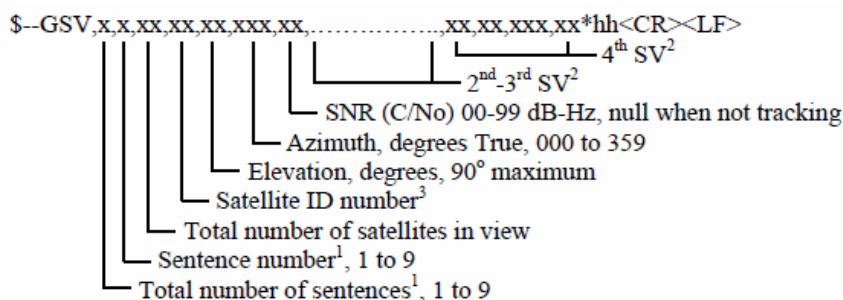 $--GSV,x,x,xx,xx,xx,xxx,xx,………………,xx,xx,xxx,xx*hh<CR><LF>
4th SV2
2nd-3rd SV2
SNR (C/No) 00-99 dB-Hz, null when not tracking
Azimuth, degrees True, 000 to 359
Elevation, degrees, 90o maximum
Satellite ID number3
Total number of satellites in view
Sentence number1, 1 to 9
Total number of sentences1, 1 to 9